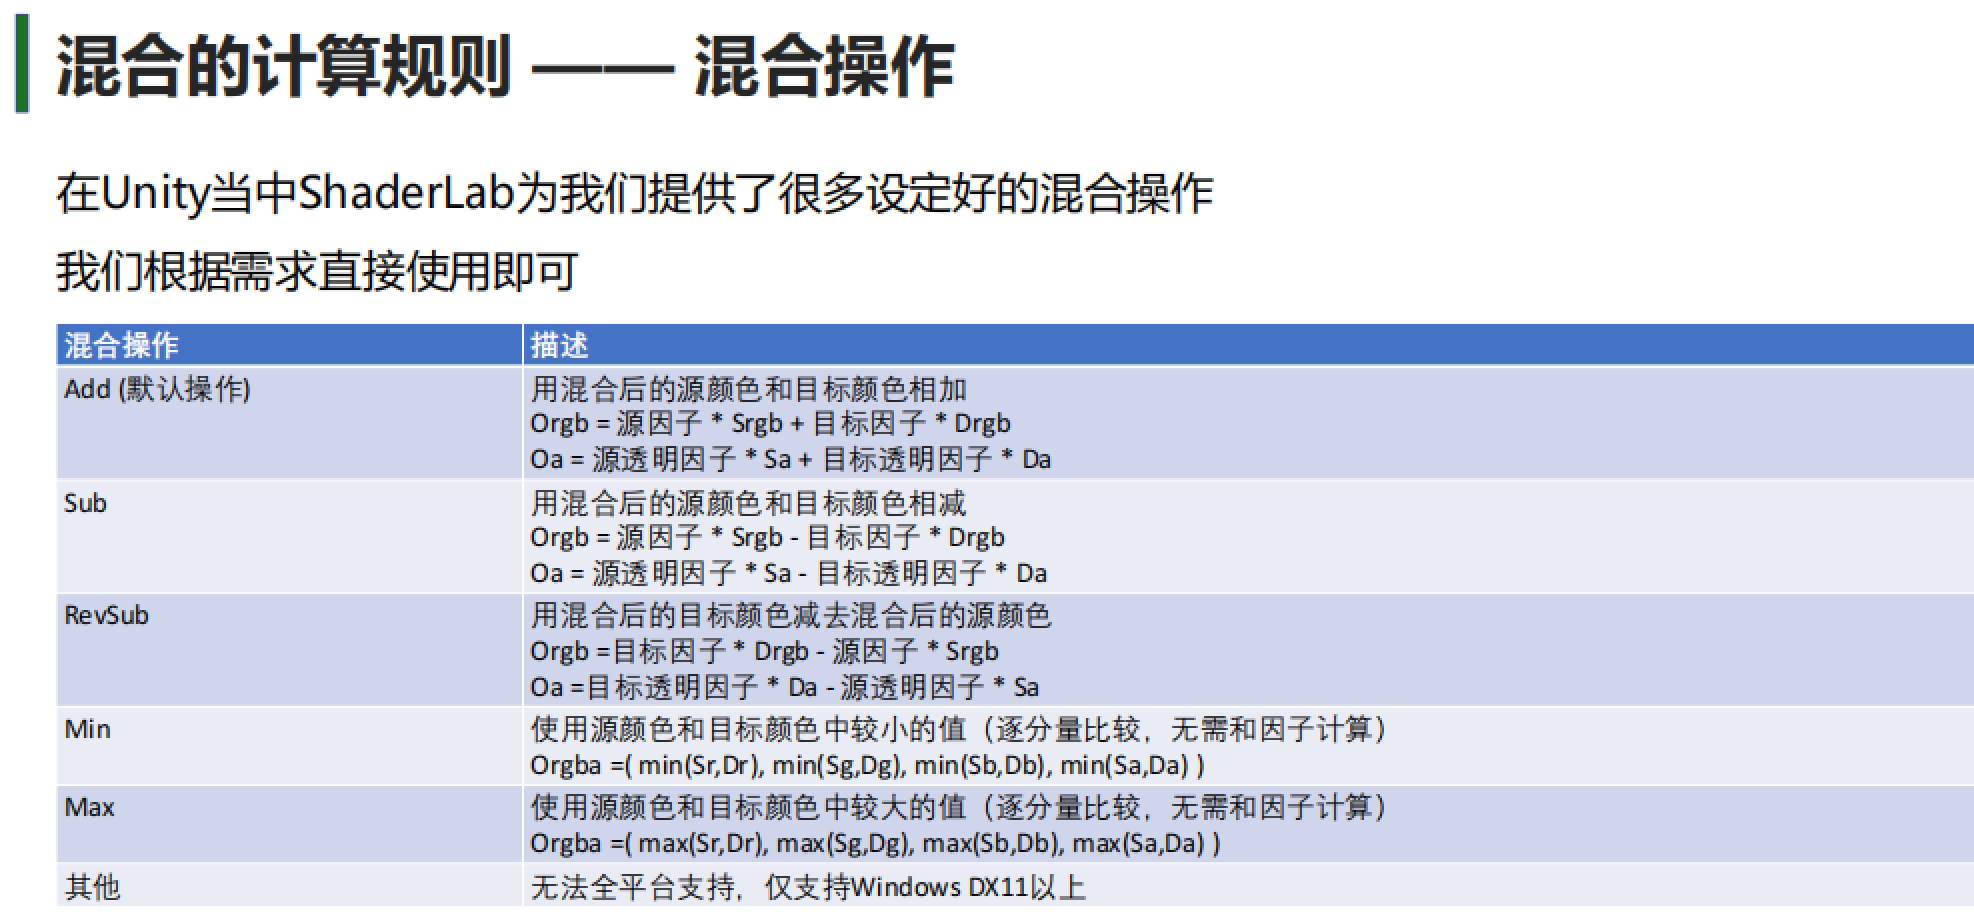 混合的计算规则 —— 混合操作
在Unity当中ShaderLab为我们提供了很多设定好的混合操作
我们根据需求直接使用即可
混合操作
描述
Add (默认操作)
用混合后的源颜色和目标颜色相加
Orgb = 源因子 * Srgb + 目标因子 * Drgb
Oa = 源透明因子 * Sa + 目标透明因子 * Da
Sub
用混合后的源颜色和目标颜色相减
Orgb = 源因子 * Srgb - 目标因子 * Drgb
Oa = 源透明因子 * Sa - 目标透明因子 * Da
RevSub
用混合后的目标颜色减去混合后的源颜色
Orgb =目标因子 * Drgb - 源因子 * Srgb
Oa =目标透明因子 * Da - 源透明因子 * Sa
Min
使用源颜色和目标颜色中较小的值（逐分量比较，无需和因子计算）
Orgba =( min(Sr,Dr), min(Sg,Dg), min(Sb,Db), min(Sa,Da) )
Max
使用源颜色和目标颜色中较大的值（逐分量比较，无需和因子计算）
Orgba =( max(Sr,Dr), max(Sg,Dg), max(Sb,Db), max(Sa,Da) )
其他
无法全平台支持，仅支持Windows DX11以上